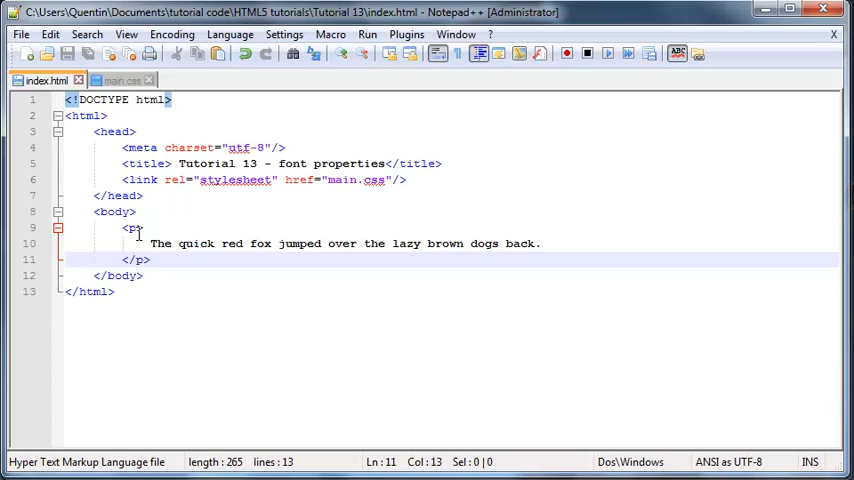 C:\Users\Quentin\Documents\tutorial code\HTML5 tutorials\Tutorial 13\index.html - Notepad++ [Administrator]
File Edit Search View Encoding Language Settings Macro Run Plugins Window ? X
ABC
index.html main.css
1 <!DOCTYPE html>
2 <html>
3 <head>
4 <meta charset="utf-8"/>
5 <title> Tutorial 13 - font properties</title>
6 <link rel="stylesheet" href="main.css"/>
7 </head>
8 <body>
9 <p>
10 The quick red fox jumped over the lazy brown dogs back.
11 </p>
12 </body>
13 </html>
Hyper Text Markup Language file length : 265 lines : 13 Ln : 11 Col : 13 Sel : 0 | 0 Dos\Windows ANSI as UTF-8 INS